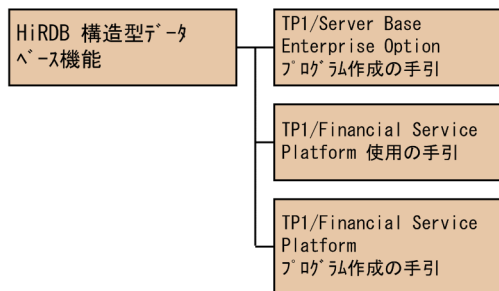 HiRDB 構造型ﾃﾞｰﾀ
ﾍﾞｰｽ機能
TP1/Server Base
Enterprise Option
ﾌﾟﾛｸﾞﾗﾑ作成の手引
TP1/Financial Service
Platform 使用の手引
TP1/Financial Service
Platform
ﾌﾟﾛｸﾞﾗﾑ作成の手引